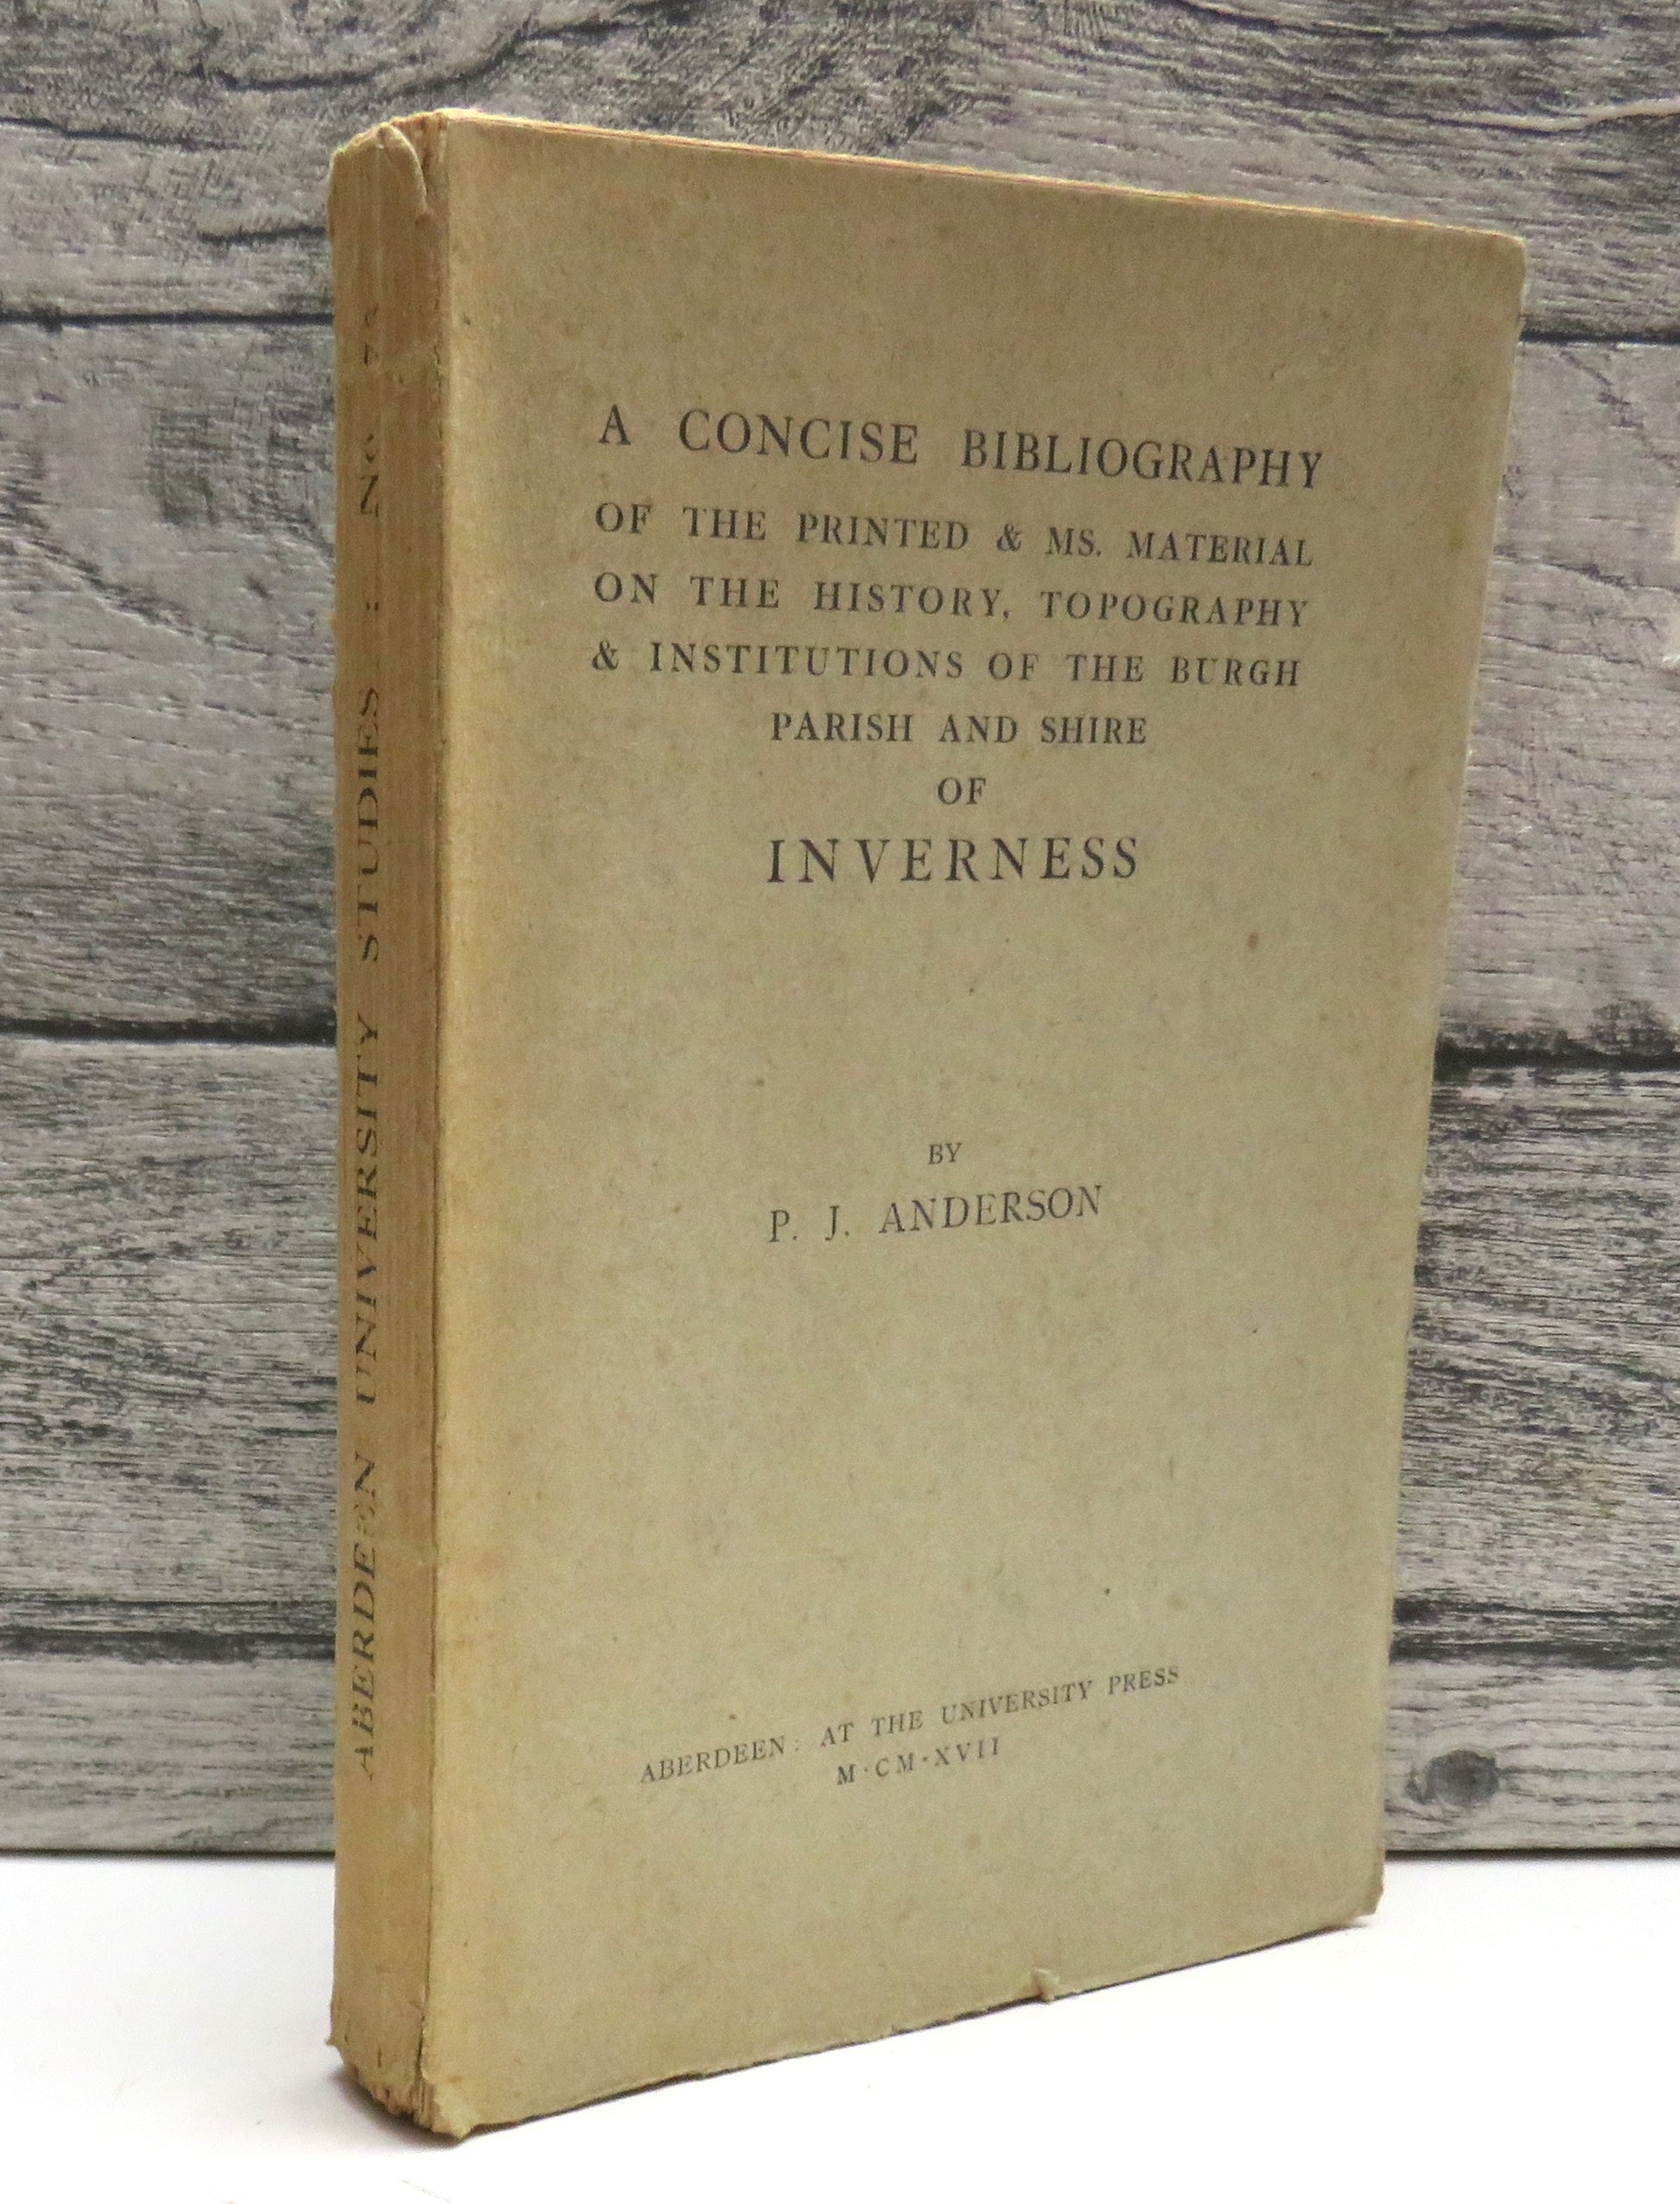 A CONCISE BIBLIOGRAPHY
OF THE PRINTED & MS. MATERIAL
ON THE HISTORY, TOPOGRAPHY
& INSTITUTIONS OF THE BURGH
PARISH AND SHIRE
OF
INVERNESS
BY
P. J. ANDERSON
ABERDEEN: AT THE UNIVERSITY PRESS
M·CM·XVII
ABERDEEN UNIVERSITY STUDIES : No